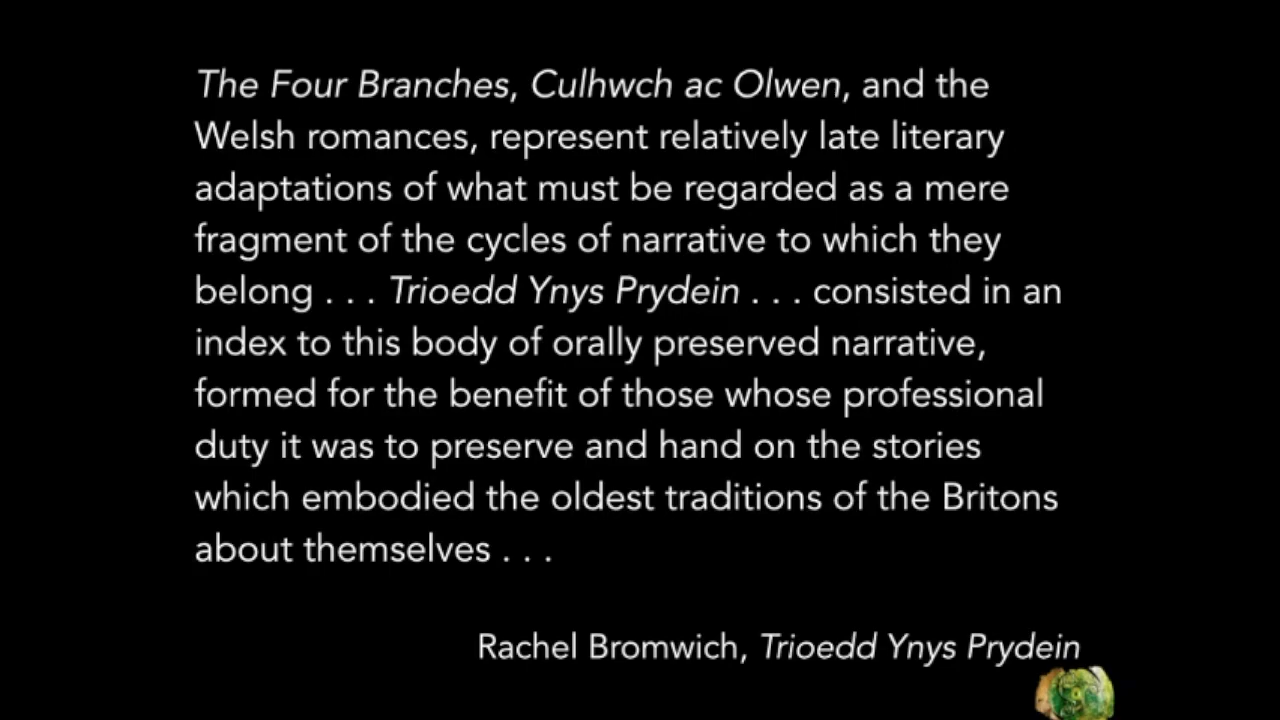 The Four Branches, Culhwch ac Olwen, and the
Welsh romances, represent relatively late literary
adaptations of what must be regarded as a mere
fragment of the cycles of narrative to which they
belong . . . Trioedd Ynys Prydein . . . consisted in an
index to this body of orally preserved narrative,
formed for the benefit of those whose professional
duty it was to preserve and hand on the stories
which embodied the oldest traditions of the Britons
about themselves . . .
Rachel Bromwich, Trioedd Ynys Prydein